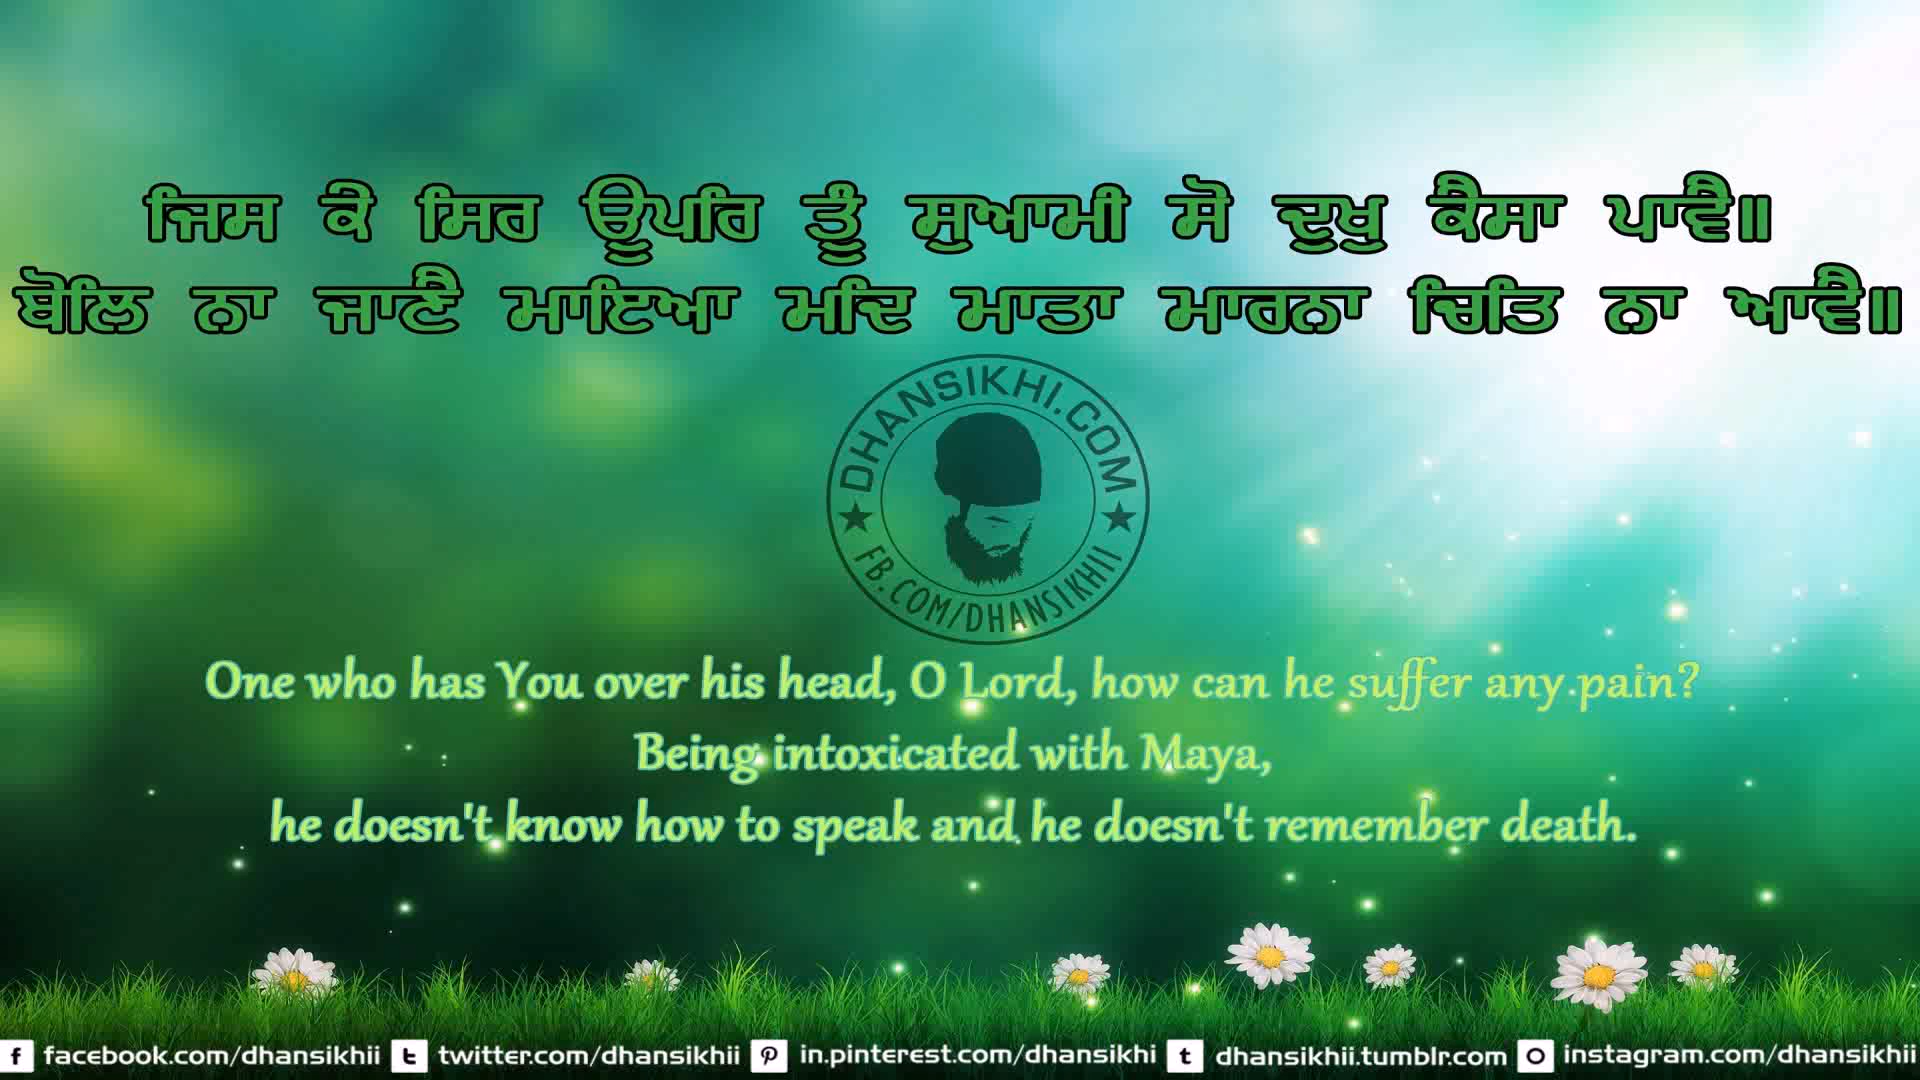 ਜਿਸ ਕੇ ਸਿਰ ਊਪਰਿ ਤੂੰ ਸੁਆਮੀ ਸੋ ਦੁਖੁ ਕੈਸਾ ਪਾਵੈ॥
ਬੋਲਿ ਨਾ ਜਾਣੈ ਮਾਇਆ ਮਦਿ ਮਾਤਾ ਮਾਰਨਾ ਚਿਤਿ ਨਾ ਆਵੈ॥
DHANSIKHI.COM
FB.COM/DHANSIKHII
One who has You over his head, O Lord, how can he suffer any pain?
Being intoxicated with Maya,
he doesn't know how to speak and he doesn't remember death.
facebook.com/dhansikhii twitter.com/dhansikhii in.pinterest.com/dhansikhi dhansikhii.tumblr.com instagram.com/dhansikhii